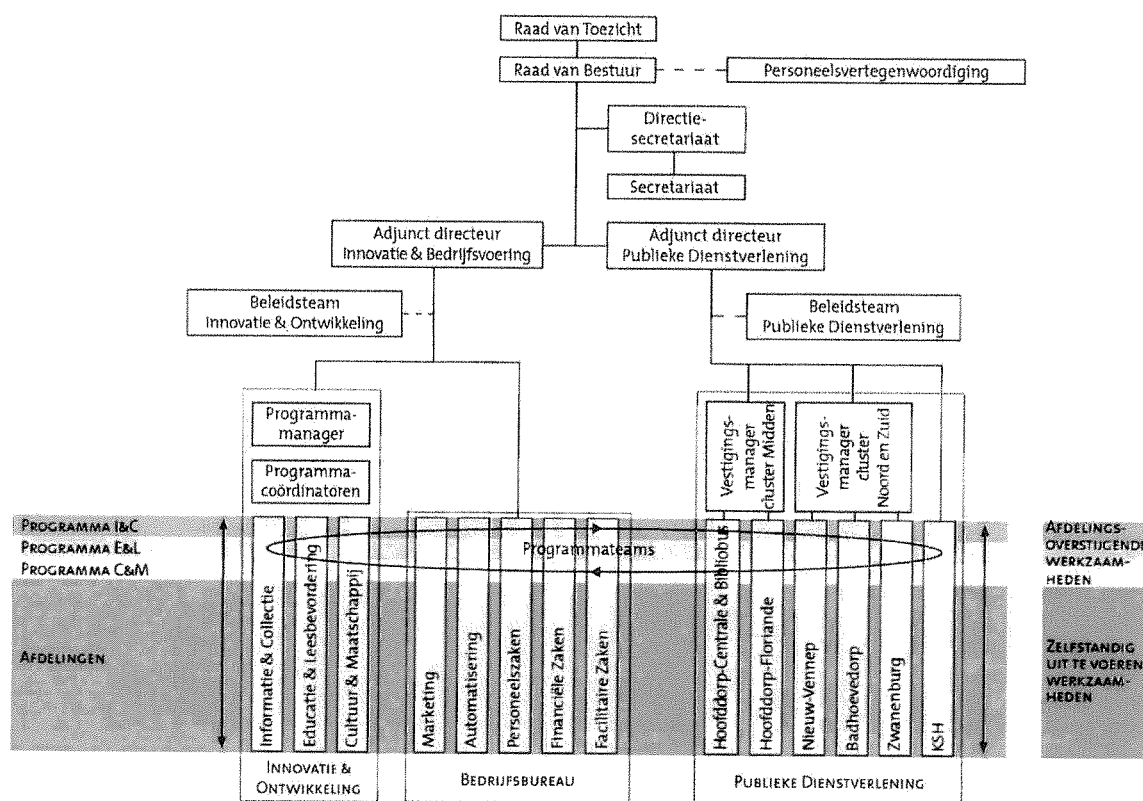 Raad van Toezicht
Raad van Bestuur
Personeelsvertegenwoordiging
Directie-
secretariaat
Secretariaat
Adjunct directeur
Innovatie & Bedrijfsvoering
Adjunct directeur
Publieke Dienstverlening
Beleidsteam
Innovatie & Ontwikkeling
Beleidsteam
Publieke Dienstverlening
Programma-
manager
Programma-
coördinatoren
Vestigings-
manager
cluster Midden
Vestigings-
manager
cluster
Noord en Zuid
PROGRAMMA I&C
PROGRAMMA E&L
PROGRAMMA C&M
AFDELINGEN
Programmateams
Informatie & Collectie
Educatie & Leesbevordering
Cultuur & Maatschappij
Marketing
Automatisering
Personeelszaken
Financiële Zaken
Facilitaire Zaken
Hoofddorp-Centrale & Bibliobus
Hoofddorp-Floriande
Nieuw-Vennep
Badhoevedorp
Zwanenburg
KSH
AFDELINGS-
OVERSTIJGENDE
WERKZAAM-
HEDEN
ZELFSTANDIG
UIT TE VOEREN
WERKZAAM-
HEDEN
INNOVATIE &
ONTWIKKELING
BEDRIJFSBUREAU
PUBLIEKE DIENSTVERLENING